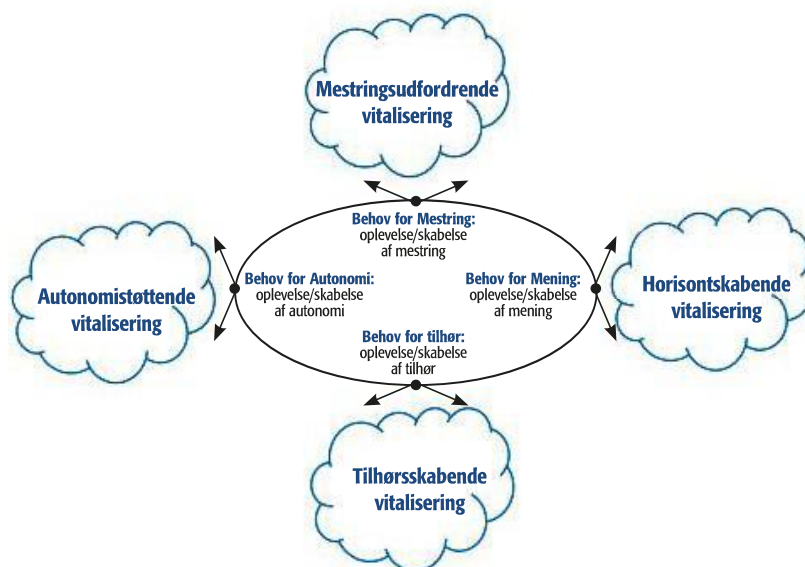 Mestringsudfordrende
vitalisering
Behov for Mestring:
oplevelse/skabelse
af mestring
Autonomistøttende
vitalisering
Behov for Autonomi:
oplevelse/skabelse
af autonomi
Behov for Mening:
oplevelse/skabelse
af mening
Horisontskabende
vitalisering
Behov for tilhør:
oplevelse/skabelse
af tilhør
Tilhørsskabende
vitalisering